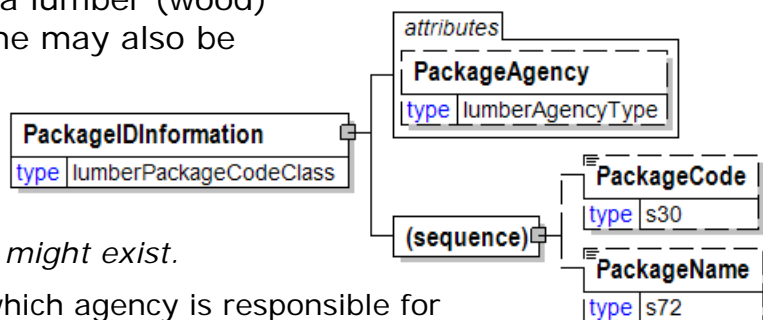 a lumber (wood)
ne may also be
attributes
PackageAgency
type lumberAgencyType
PackageIDInformation
type lumberPackageCodeClass
PackageCode
type s30
(sequence)
might exist.
PackageName
type s72
which agency is responsible for